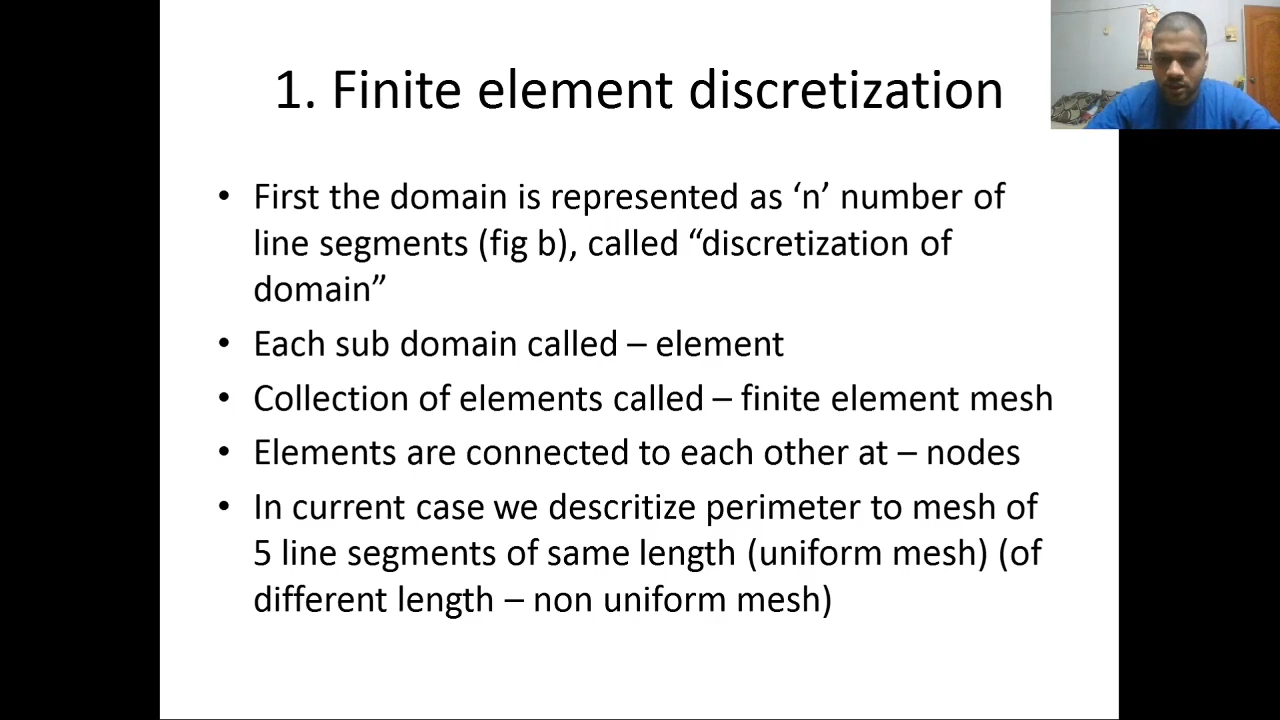 1. Finite element discretization
• First the domain is represented as ‘n’ number of
line segments (fig b), called “discretization of
domain”
• Each sub domain called – element
• Collection of elements called – finite element mesh
• Elements are connected to each other at – nodes
• In current case we descritize perimeter to mesh of
5 line segments of same length (uniform mesh) (of
different length – non uniform mesh)